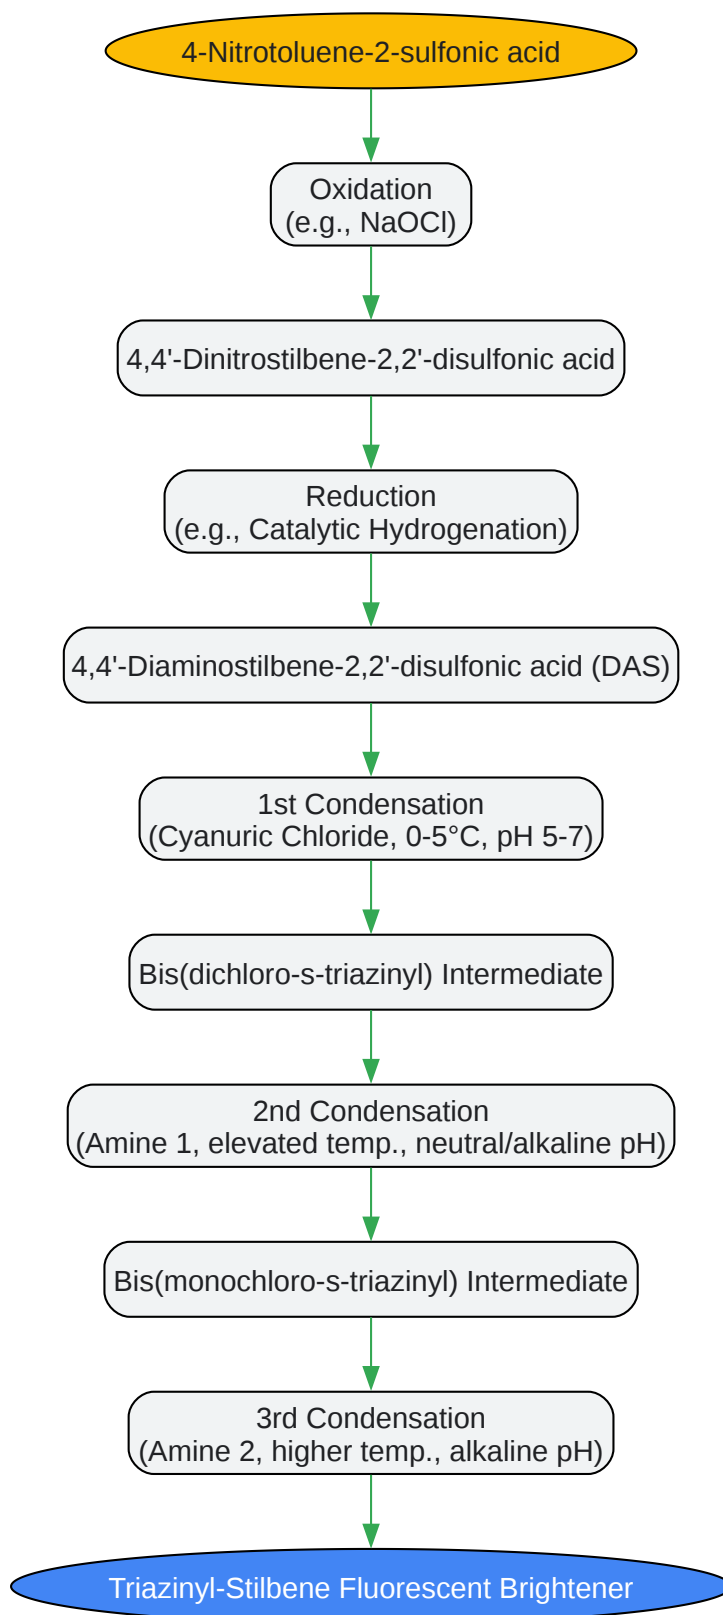 4-Nitrotoluene-2-sulfonic acid
Oxidation
(e.g., NaOCl)
4,4'-Dinitrostilbene-2,2'-disulfonic acid
Reduction
(e.g., Catalytic Hydrogenation)
4,4'-Diaminostilbene-2,2'-disulfonic acid (DAS)
1st Condensation
(Cyanuric Chloride, 0-5°C, pH 5-7)
Bis(dichloro-s-triazinyl) Intermediate
2nd Condensation
(Amine 1, elevated temp., neutral/alkaline pH)
Bis(monochloro-s-triazinyl) Intermediate
3rd Condensation
(Amine 2, higher temp., alkaline pH)
Triazinyl-Stilbene Fluorescent Brightener